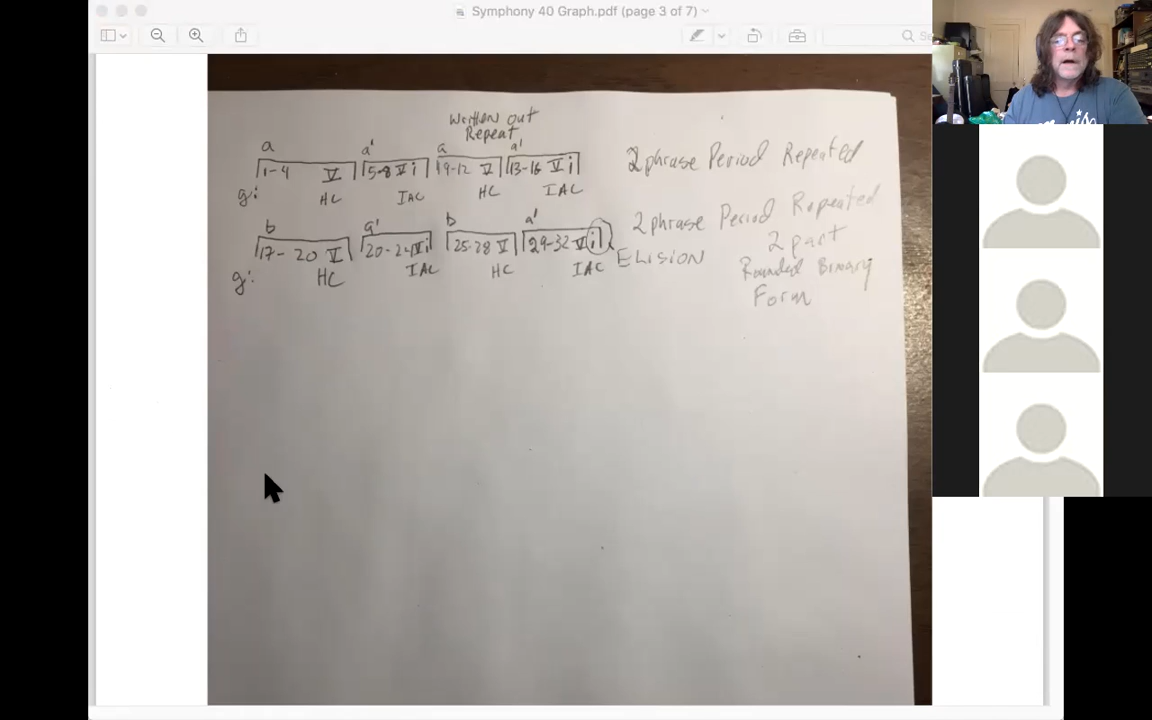 Symphony 40 Graph.pdf (page 3 of 7)
Written out
Repeat
a a' a a'
1-4 V 5-8 V i 9-12 V 13-16 V i
g: HC IAC HC IAC
2 phrase Period Repeated
b a' b a'
17-20 V 20-24 V i 25-28 V 29-32 V i
g: HC IAC HC IAC
ELISION
2 phrase Period Repeated
2 part
Rounded Binary
Form